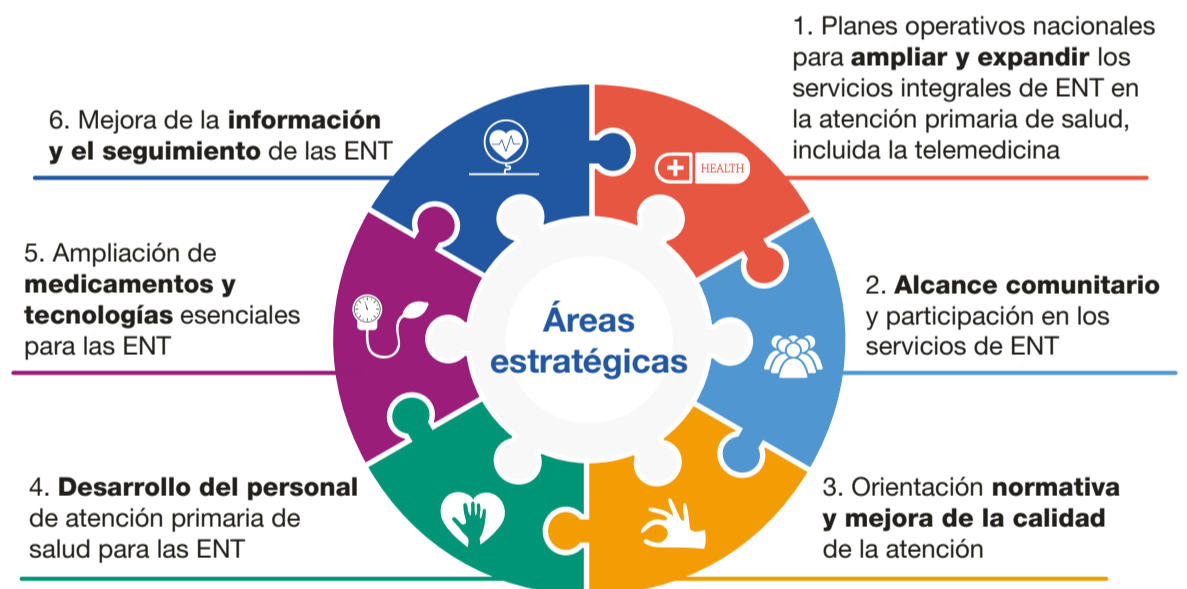 1. Planes operativos nacionales
para ampliar y expandir los
servicios integrales de ENT en
la atención primaria de salud,
incluida la telemedicina
HEALTH
2. Alcance comunitario
y participación en los
servicios de ENT
3. Orientación normativa
y mejora de la calidad
de la atención
4. Desarrollo del personal
de atención primaria de
salud para las ENT
5. Ampliación de
medicamentos y
tecnologías esenciales
para las ENT
6. Mejora de la información
y el seguimiento de las ENT
Áreas
estratégicas